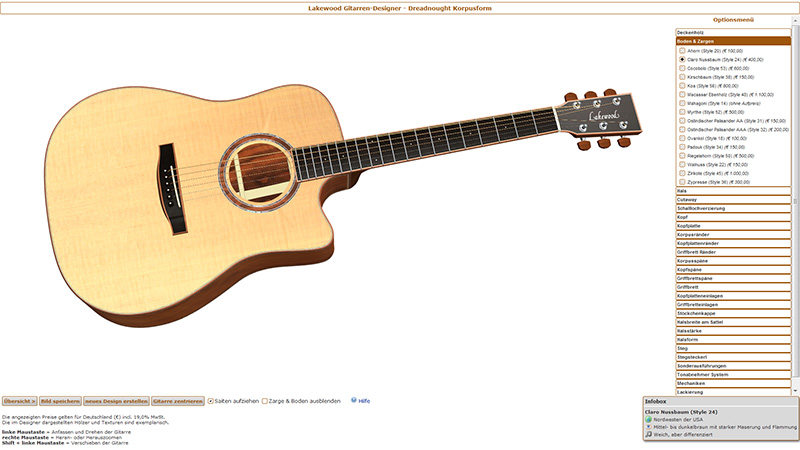 Lakewood Gitarren-Designer - Dreadnought Korpusform
Optionsmenü
Deckenholz
Boden & Zargen
Ahorn (Style 20) (€ 100,00)
Claro Nussbaum (Style 24) (€ 400,00)
Cocobolo (Style 53) (€ 600,00)
Kirschbaum (Style 38) (€ 150,00)
Koa (Style 56) (€ 800,00)
Macassar Ebenholz (Style 40) (€ 1.100,00)
Mahagoni (Style 14) (ohne Aufpreis)
Myrthe (Style 52) (€ 500,00)
Ostindischer Palisander AA (Style 31) (€ 150,00)
Ostindischer Palisander AAA (Style 32) (€ 200,00)
Ovankol (Style 18) (€ 100,00)
Padouk (Style 34) (€ 150,00)
Riegelahorn (Style 50) (€ 500,00)
Walnuss (Style 22) (€ 150,00)
Zirikote (Style 45) (€ 1.000,00)
Zypresse (Style 36) (€ 200,00)
Hals
Cutaway
Schallochverzierung
Kopf
Kopfplatte
Korpusränder
Kopfplattenränder
Griffbrett Ränder
Korpusspäne
Kopfspäne
Griffbrettspäne
Griffbrett
Kopfplatteneinlagen
Griffbretteinlagen
Stöckchenkappe
Halsbreite am Sattel
Halsstärke
Halsform
Steg
Stegsteckerl
Sonderausführungen
Tonabnehmer System
Mechaniken
Lackierung
Lakewood
Übersicht >
Bild speichern
neues Design erstellen
Gitarre zentrieren
Saiten aufziehen
Zarge & Boden ausblenden
Hilfe
Die angezeigten Preise gelten für Deutschland (€) incl. 19,0% MwSt.
Die im Designer dargestellten Hölzer und Texturen sind exemplarisch.
linke Maustaste = Anfassen und Drehen der Gitarre
rechte Maustaste = Heran- oder Herauszoomen
Shift + linke Maustaste = Verschieben der Gitarre
Infobox
Claro Nussbaum (Style 24)
Nordwesten der USA
Mittel- bis dunkelbraun mit starker Maserung und Flammung
Weich, aber differenziert